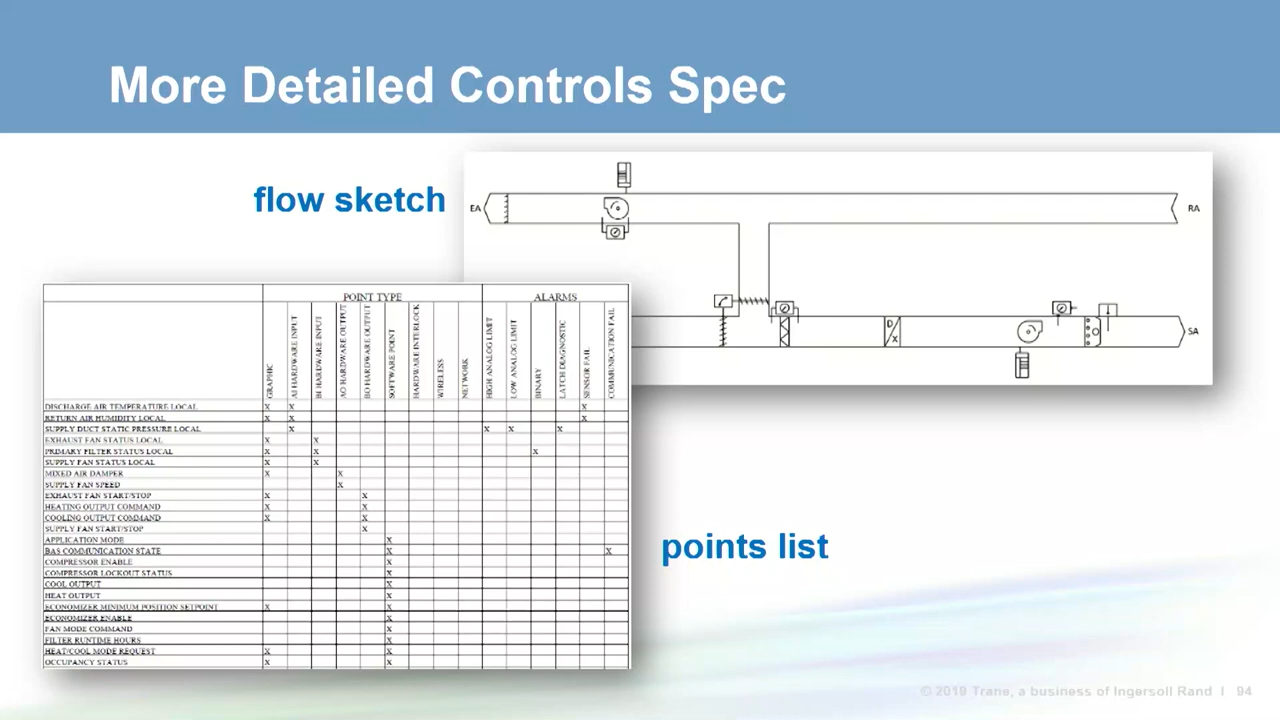 More Detailed Controls Spec
flow sketch
EA
RA
D
X
SA
POINT TYPE
ALARMS
GRAPHIC
AI HARDWARE INPUT
BI HARDWARE INPUT
AO HARDWARE OUTPUT
BO HARDWARE OUTPUT
SOFTWARE POINT
HARDWARE INTERLOCK
WIRELESS
NETWORK
HIGH ANALOG LIMIT
LOW ANALOG LIMIT
BINARY
LATCH DIAGNOSTIC
SENSOR FAIL
COMMUNICATION FAIL
DISCHARGE AIR TEMPERATURE LOCAL X X X
RETURN AIR HUMIDITY LOCAL X X X
SUPPLY DUCT STATIC PRESSURE LOCAL X X X X
EXHAUST FAN STATUS LOCAL X X
PRIMARY FILTER STATUS LOCAL X X X
SUPPLY FAN STATUS LOCAL X X
MIXED AIR DAMPER X X
SUPPLY FAN SPEED X
EXHAUST FAN START/STOP X X
HEATING OUTPUT COMMAND X X
COOLING OUTPUT COMMAND X X
SUPPLY FAN START/STOP X
APPLICATION MODE X
BAS COMMUNICATION STATE X X
COMPRESSOR ENABLE X
COMPRESSOR LOCKOUT STATUS X
COOL OUTPUT X
HEAT OUTPUT X
ECONOMIZER MINIMUM POSITION SETPOINT X X
ECONOMIZER ENABLE X
FAN MODE COMMAND X
FILTER RUNTIME HOURS X
HEAT/COOL MODE REQUEST X X
OCCUPANCY STATUS X X
points list
© 2019 Trane, a business of Ingersoll Rand | 94